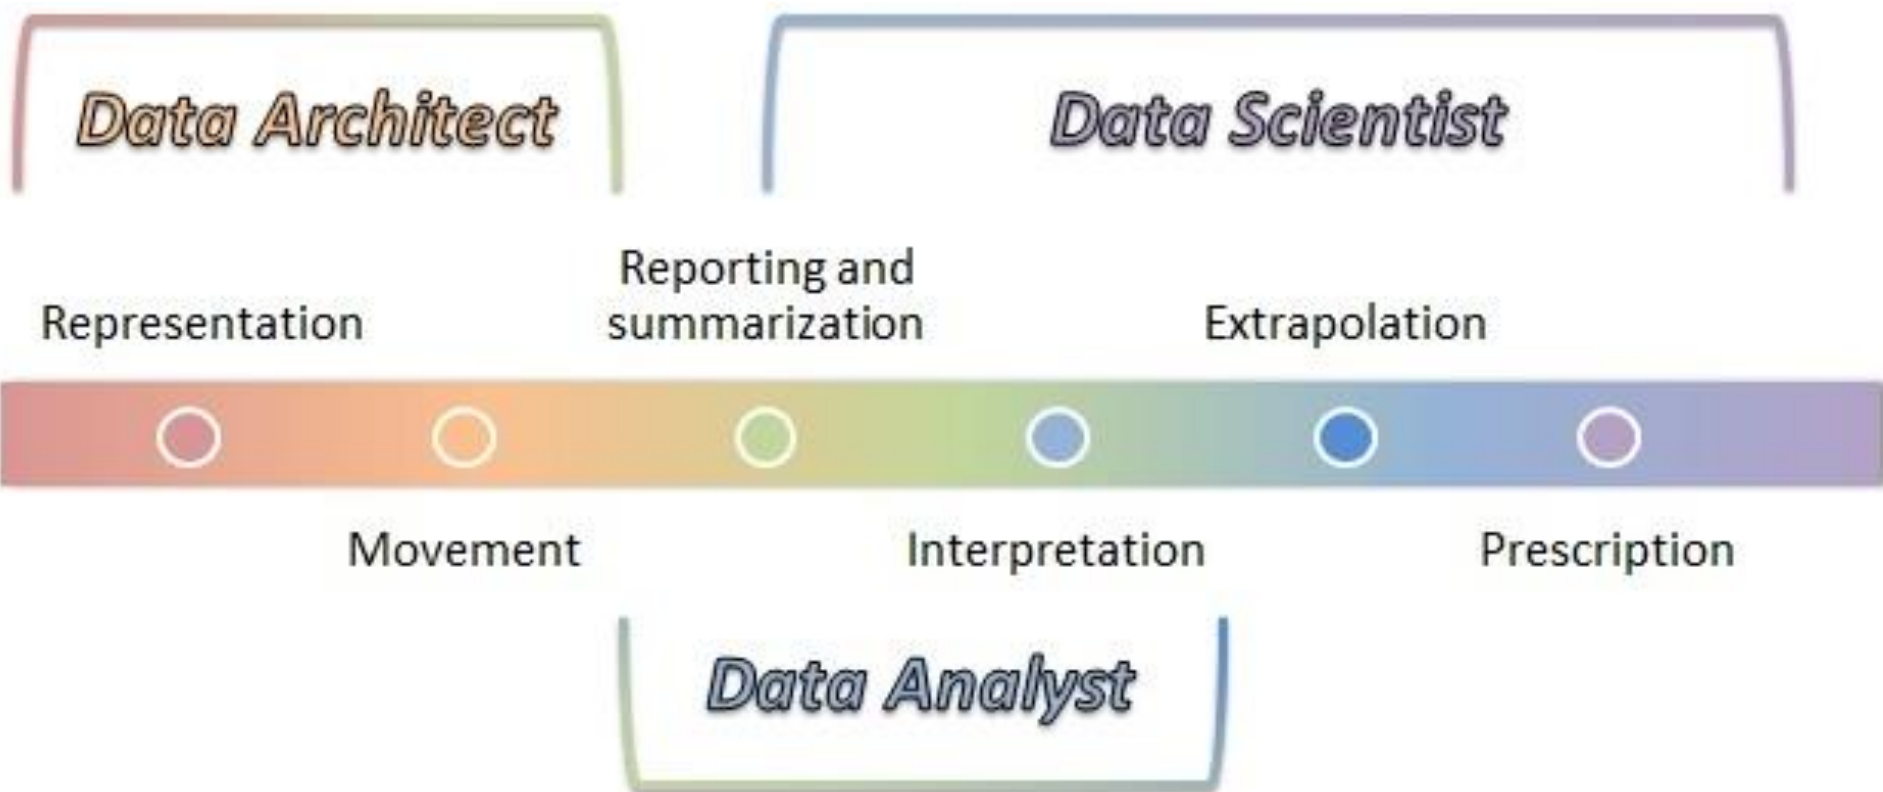 Data Architect
Data Scientist
Reporting and
summarization
Representation
Extrapolation
Movement
Interpretation
Prescription
Data Analyst